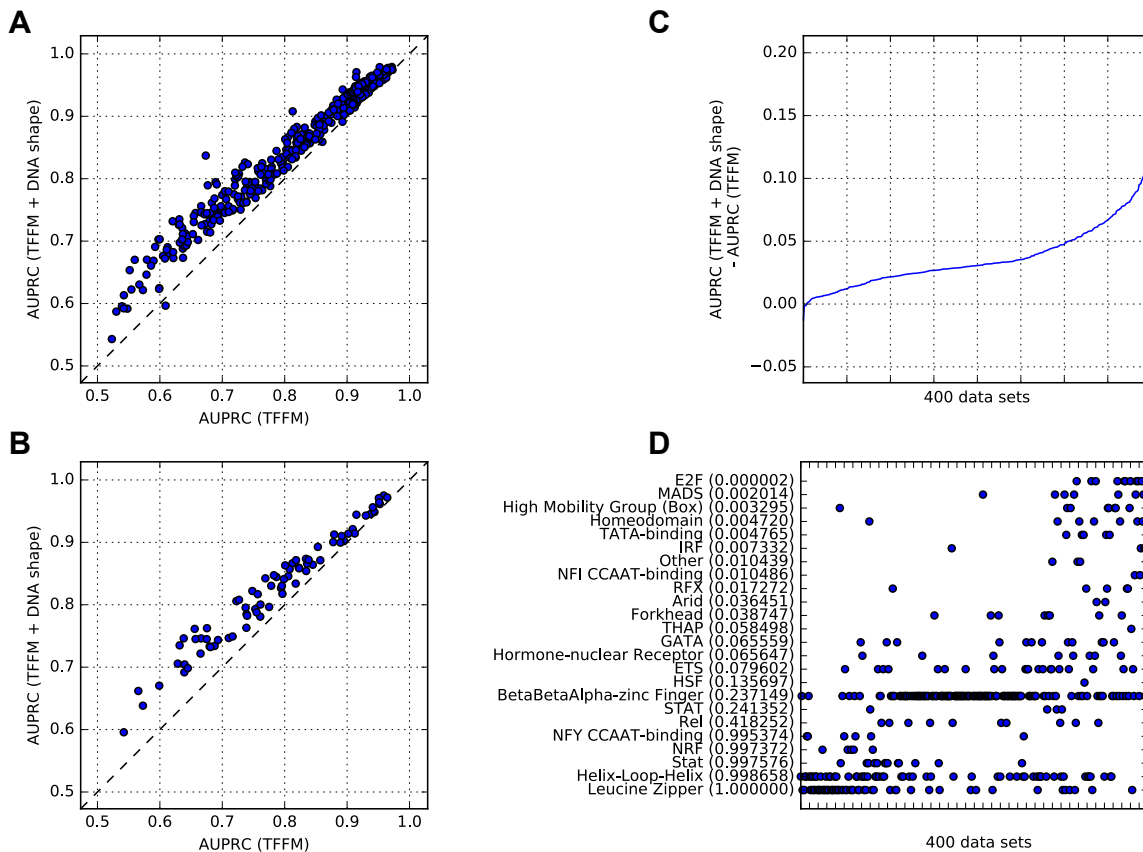 A
1.0
0.9
0.8
0.7
0.6
0.5
AUPRC (TFFM + DNA shape)
0.5 0.6 0.7 0.8 0.9 1.0
AUPRC (TFFM)
C
0.20
0.15
0.10
0.05
0.00
−0.05
AUPRC (TFFM + DNA shape)
- AUPRC (TFFM)
400 data sets
B
1.0
0.9
0.8
0.7
0.6
0.5
AUPRC (TFFM + DNA shape)
0.5 0.6 0.7 0.8 0.9 1.0
AUPRC (TFFM)
D
E2F (0.000002)
MADS (0.002014)
High Mobility Group (Box) (0.003295)
Homeodomain (0.004720)
TATA-binding (0.004765)
IRF (0.007332)
Other (0.010439)
NFI CCAAT-binding (0.010486)
RFX (0.017272)
Arid (0.036451)
Forkhead (0.038747)
THAP (0.058498)
GATA (0.065559)
Hormone-nuclear Receptor (0.065647)
ETS (0.079602)
HSF (0.135697)
BetaBetaAlpha-zinc Finger (0.237149)
STAT (0.241352)
Rel (0.418252)
NFY CCAAT-binding (0.995374)
NRF (0.997372)
Stat (0.997576)
Helix-Loop-Helix (0.998658)
Leucine Zipper (1.000000)
400 data sets